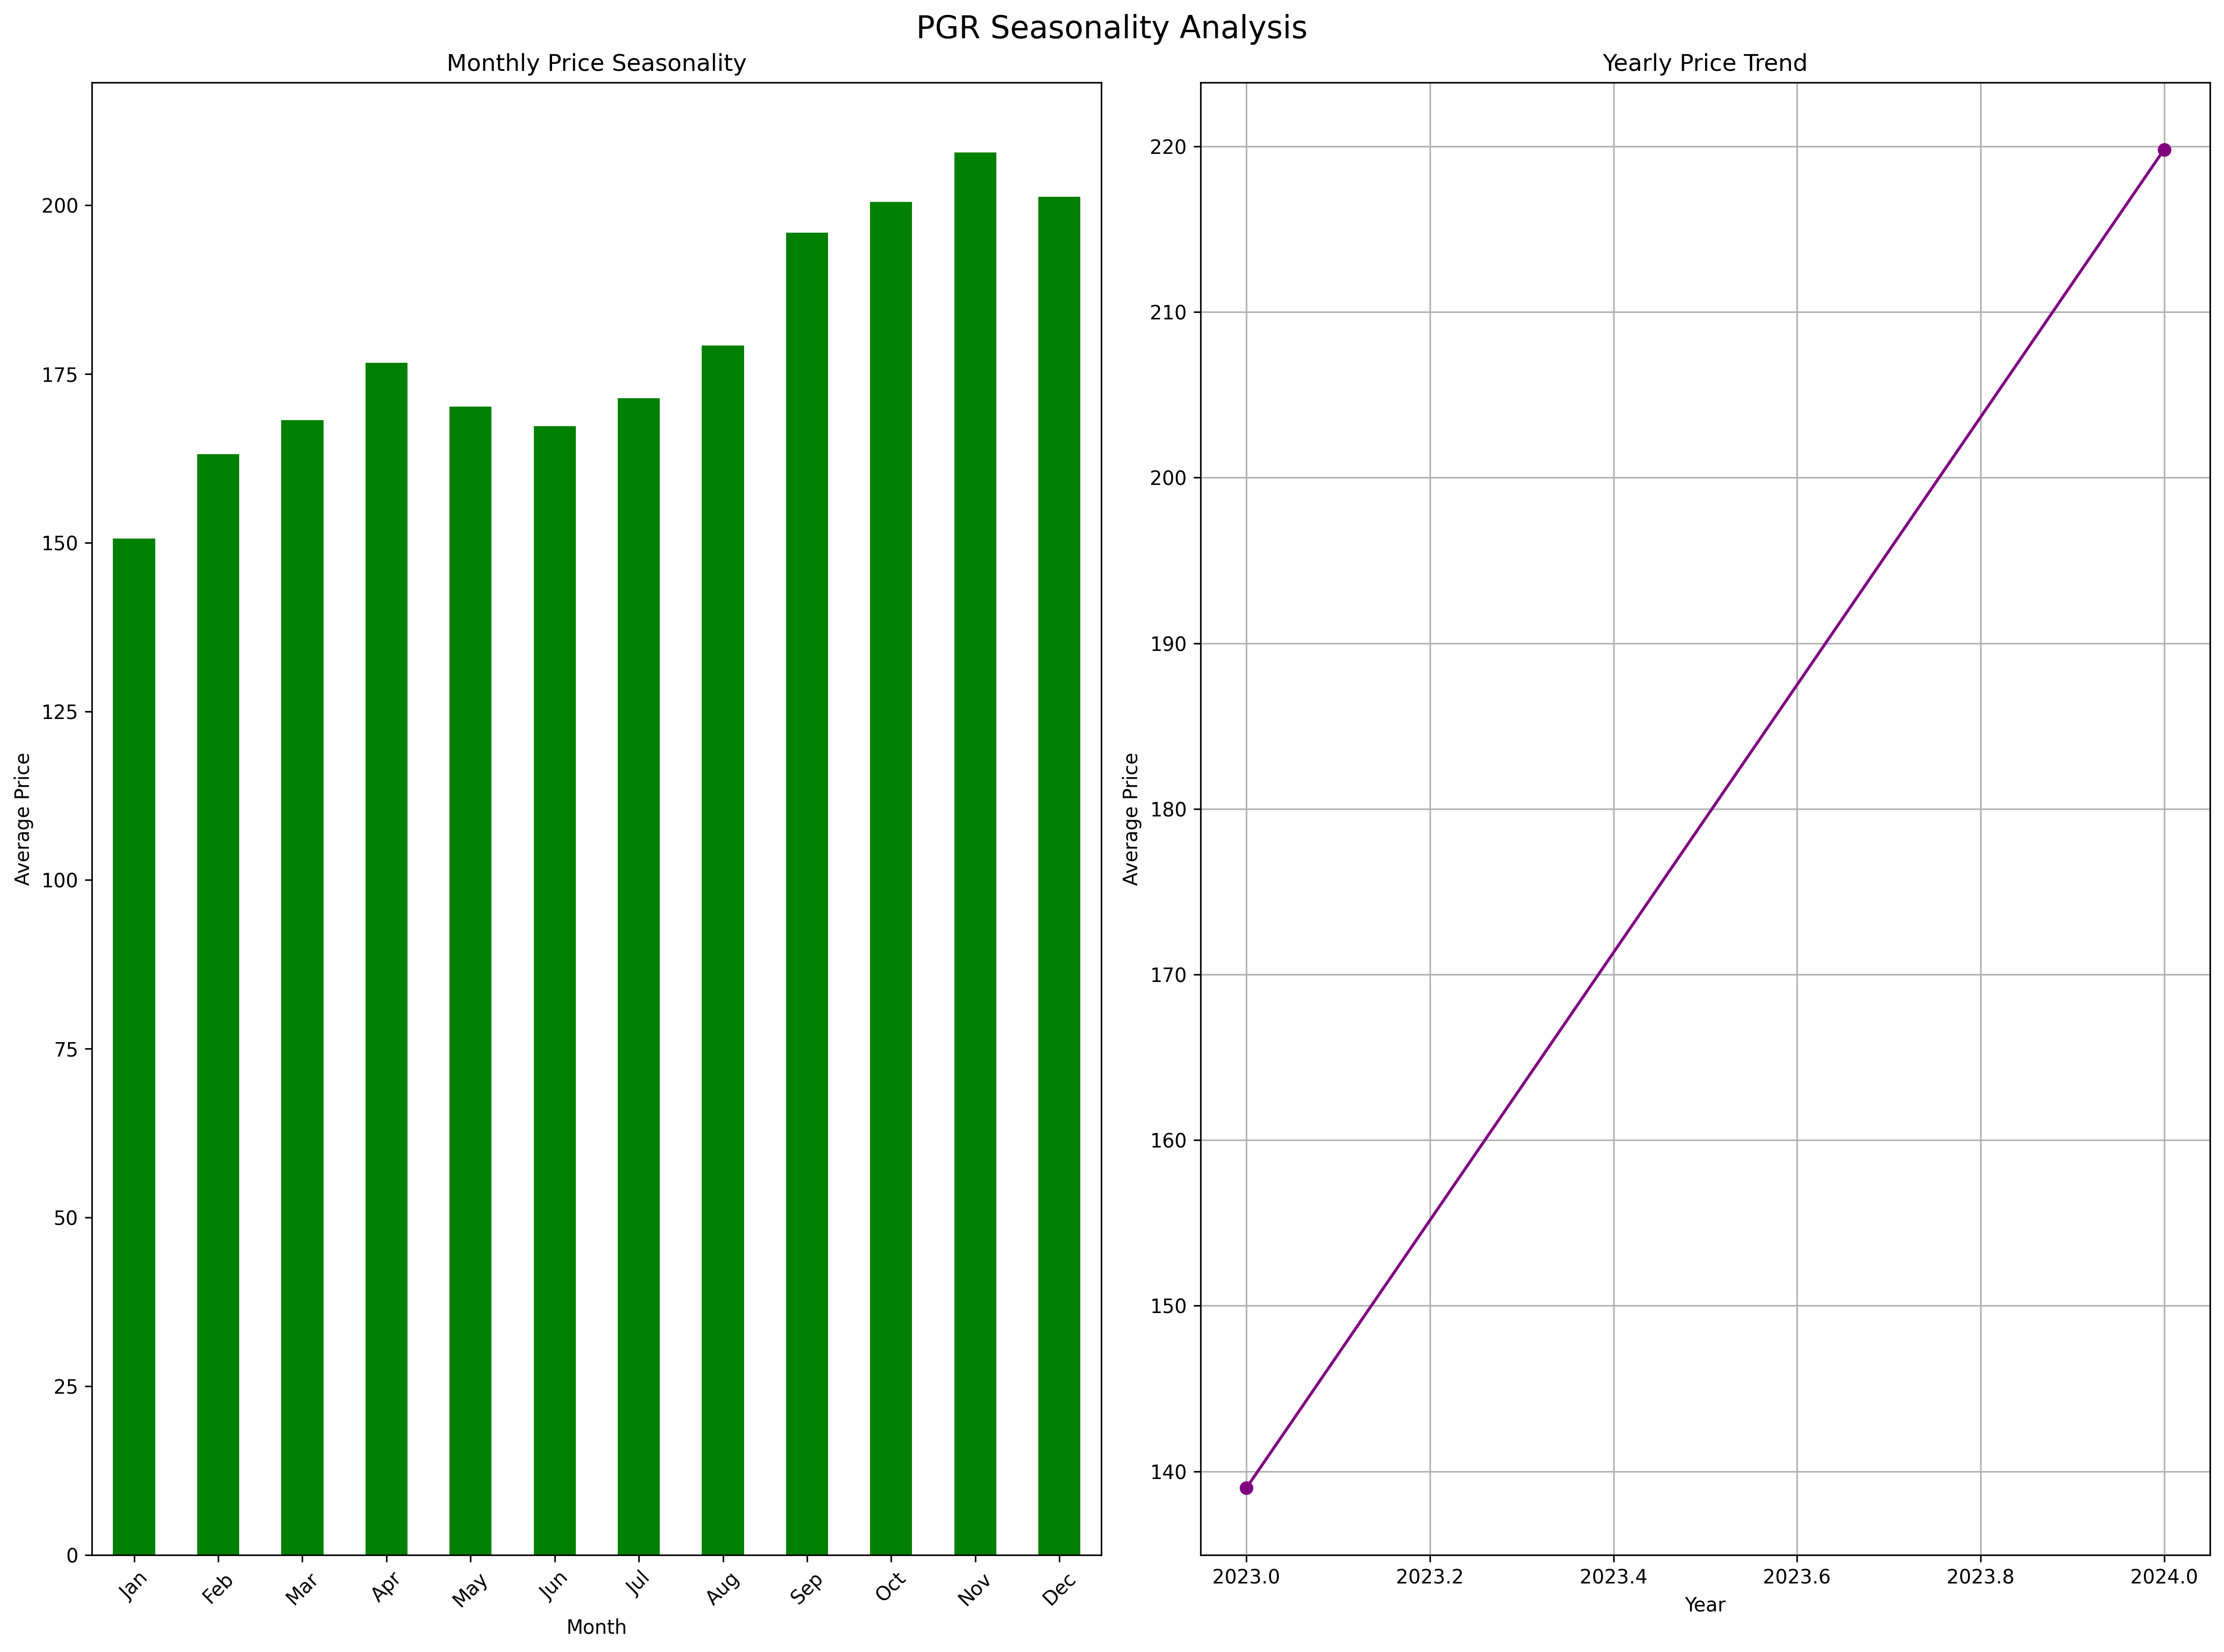 PGR Seasonality Analysis
Monthly Price Seasonality
Average Price
200
175
150
125
100
75
50
25
0
Jan
Feb
Mar
Apr
May
Jun
Jul
Aug
Sep
Oct
Nov
Dec
Month
Yearly Price Trend
Average Price
220
210
200
190
180
170
160
150
140
2023.0
2023.2
2023.4
2023.6
2023.8
2024.0
Year